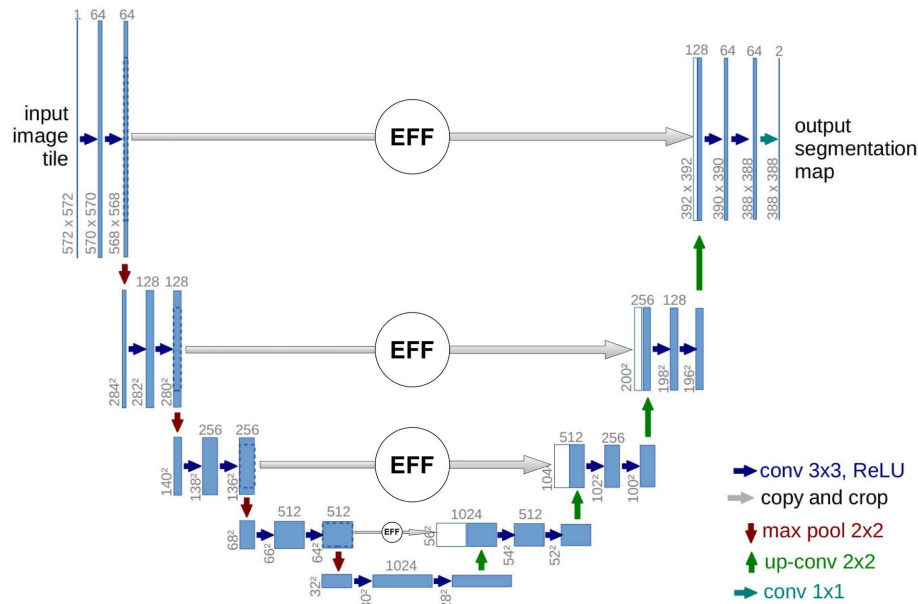 1 64 64
128 64 64 2
input
image
tile
EFF
output
segmentation
map
572 x 572
570 x 570
568 x 568
392 x 392
390 x 390
388 x 388
388 x 388
128 128
256 128
EFF
284²
282²
280²
200²
198²
196²
256 256
512 256
EFF
140²
138²
136²
104²
102²
100²
512 512
1024 512
EFF
68²
66²
64²
56²
54²
52²
1024
32²
30²
28²
conv 3x3, ReLU
copy and crop
max pool 2x2
up-conv 2x2
conv 1x1